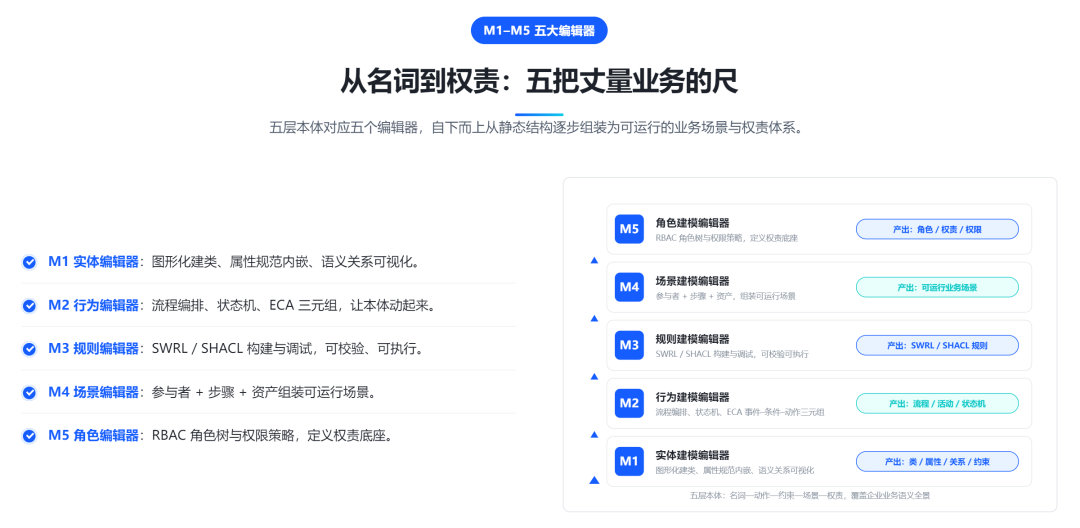 M1–M5 五大编辑器
从名词到权责：五把丈量业务的尺
五层本体对应五个编辑器，自下而上从静态结构逐步组装为可运行的业务场景与权责体系。
M1 实体编辑器：图形化建类、属性规范内嵌、语义关系可视化。
M2 行为编辑器：流程编排、状态机、ECA 三元组，让本体动起来。
M3 规则编辑器：SWRL / SHACL 构建与调试，可校验、可执行。
M4 场景编辑器：参与者 + 步骤 + 资产组装可运行场景。
M5 角色编辑器：RBAC 角色树与权限策略，定义权责底座。
M5
角色建模编辑器
RBAC 角色树与权限策略，定义权责底座
产出：角色 / 权责 / 权限
M4
场景建模编辑器
参与者 + 步骤 + 资产，组装可运行场景
产出：可运行业务场景
M3
规则建模编辑器
SWRL / SHACL 构建与调试，可校验可执行
产出：SWRL / SHACL 规则
M2
行为建模编辑器
流程编排、状态机、ECA 事件–条件–动作三元组
产出：流程 / 活动 / 状态机
M1
实体建模编辑器
图形化建类、属性规范内嵌、语义关系可视化
产出：类 / 属性 / 关系 / 约束
五层本体：名词—动作—约束—场景—权责，覆盖企业业务语义全景